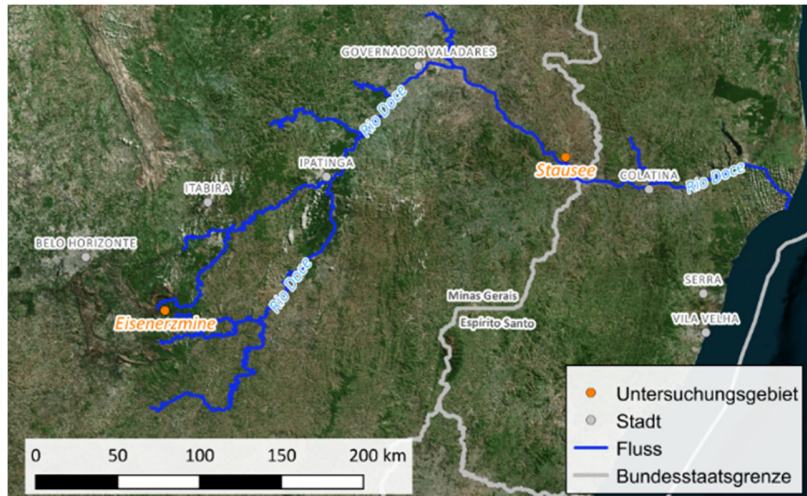 GOVERNADOR VALADARES
Rio Doce
IPATINGA
Stausee
ITABIRA
COLATINA
Rio Doce
BELO HORIZONTE
Rio Doce
SERRA
Minas Gerais
Eisenerzmine
VILA VELHA
Espírito Santo
Untersuchungsgebiet
Stadt
Fluss
Bundesstaatsgrenze
0 50 100 150 200 km